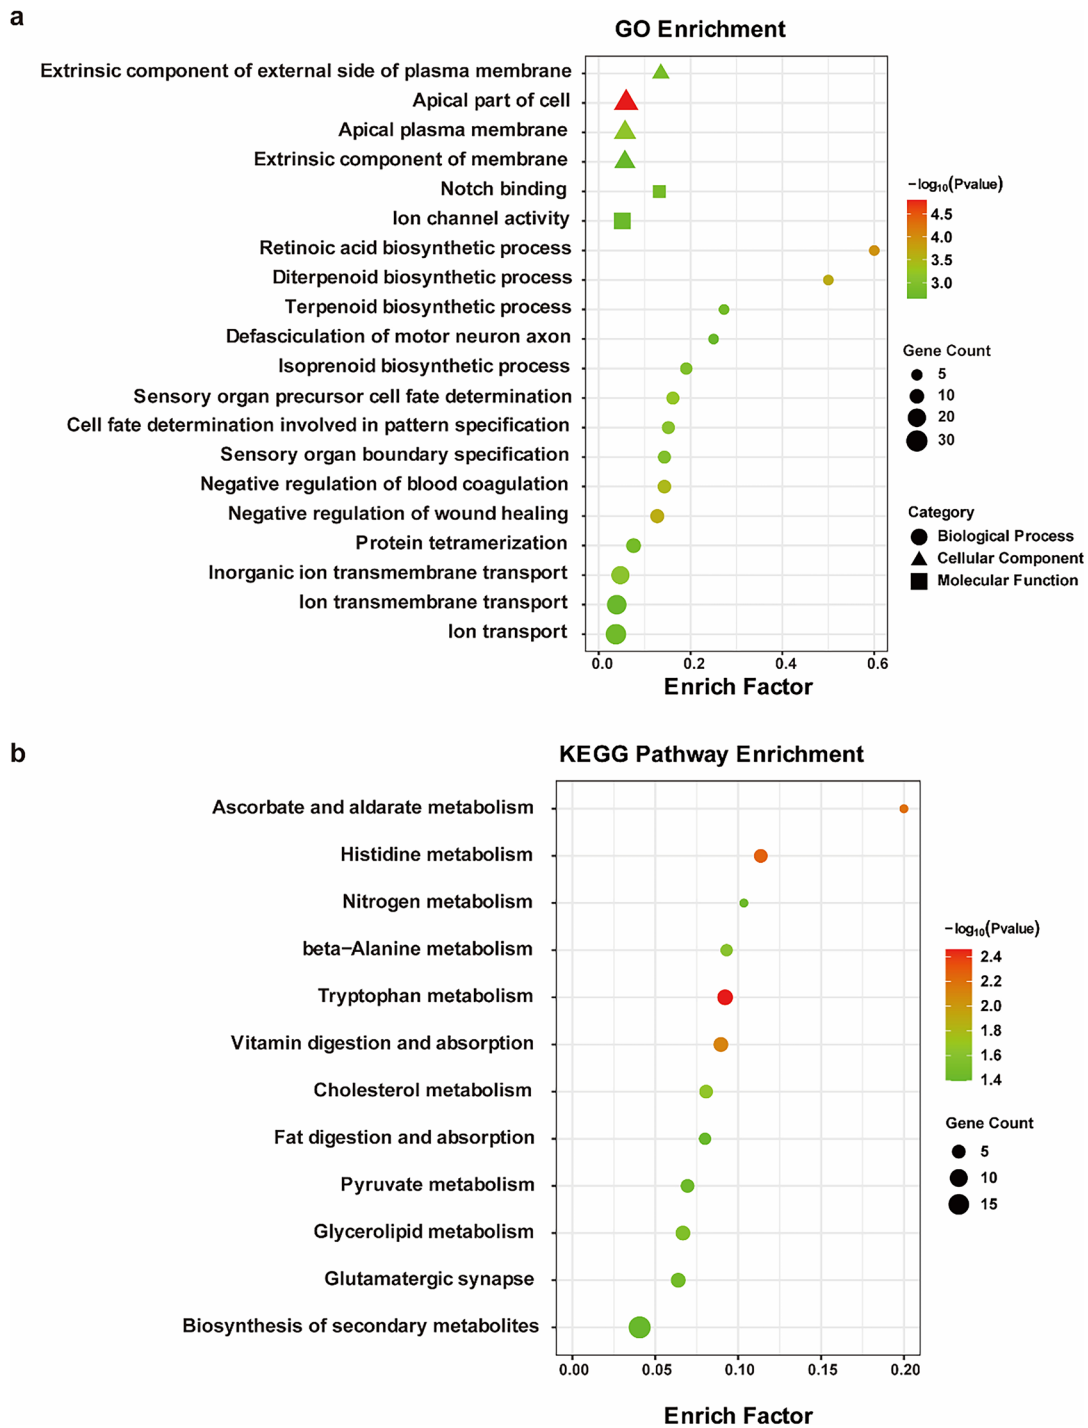 a
GO Enrichment
Extrinsic component of external side of plasma membrane
Apical part of cell
Apical plasma membrane
Extrinsic component of membrane
Notch binding
Ion channel activity
Retinoic acid biosynthetic process
Diterpenoid biosynthetic process
Terpenoid biosynthetic process
Defasciculation of motor neuron axon
Isoprenoid biosynthetic process
Sensory organ precursor cell fate determination
Cell fate determination involved in pattern specification
Sensory organ boundary specification
Negative regulation of blood coagulation
Negative regulation of wound healing
Protein tetramerization
Inorganic ion transmembrane transport
Ion transmembrane transport
Ion transport
0.0 0.2 0.4 0.6
Enrich Factor
−log₁₀(Pvalue)
4.5
4.0
3.5
3.0
Gene Count
5
10
20
30
Category
Biological Process
Cellular Component
Molecular Function
b
KEGG Pathway Enrichment
Ascorbate and aldarate metabolism
Histidine metabolism
Nitrogen metabolism
beta−Alanine metabolism
Tryptophan metabolism
Vitamin digestion and absorption
Cholesterol metabolism
Fat digestion and absorption
Pyruvate metabolism
Glycerolipid metabolism
Glutamatergic synapse
Biosynthesis of secondary metabolites
0.00 0.05 0.10 0.15 0.20
Enrich Factor
−log₁₀(Pvalue)
2.4
2.2
2.0
1.8
1.6
1.4
Gene Count
5
10
15